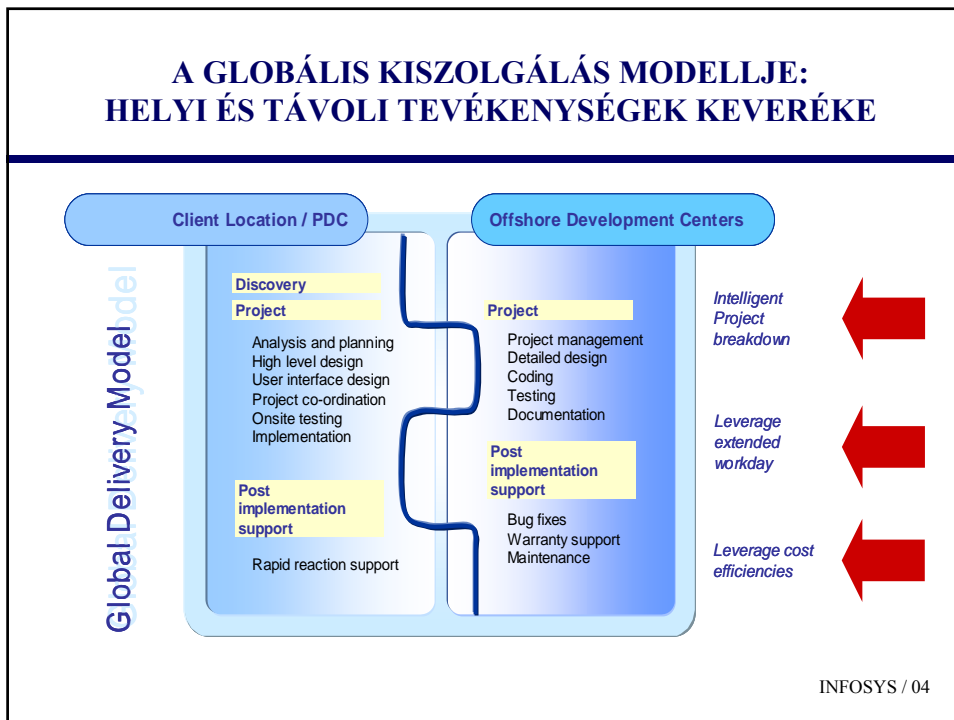 A GLOBÁLIS KISZOLGÁLÁS MODELLJE:
HELYI ÉS TÁVOLI TEVÉKENYSÉGEK KEVERÉKE
Global Delivery Model
Client Location / PDC
Discovery
Project
Analysis and planning
High level design
User interface design
Project co-ordination
Onsite testing
Implementation
Post
implementation
support
Rapid reaction support
Offshore Development Centers
Project
Project management
Detailed design
Coding
Testing
Documentation
Post
implementation
support
Bug fixes
Warranty support
Maintenance
Intelligent
Project
breakdown
Leverage
extended
workday
Leverage cost
efficiencies
INFOSYS / 04